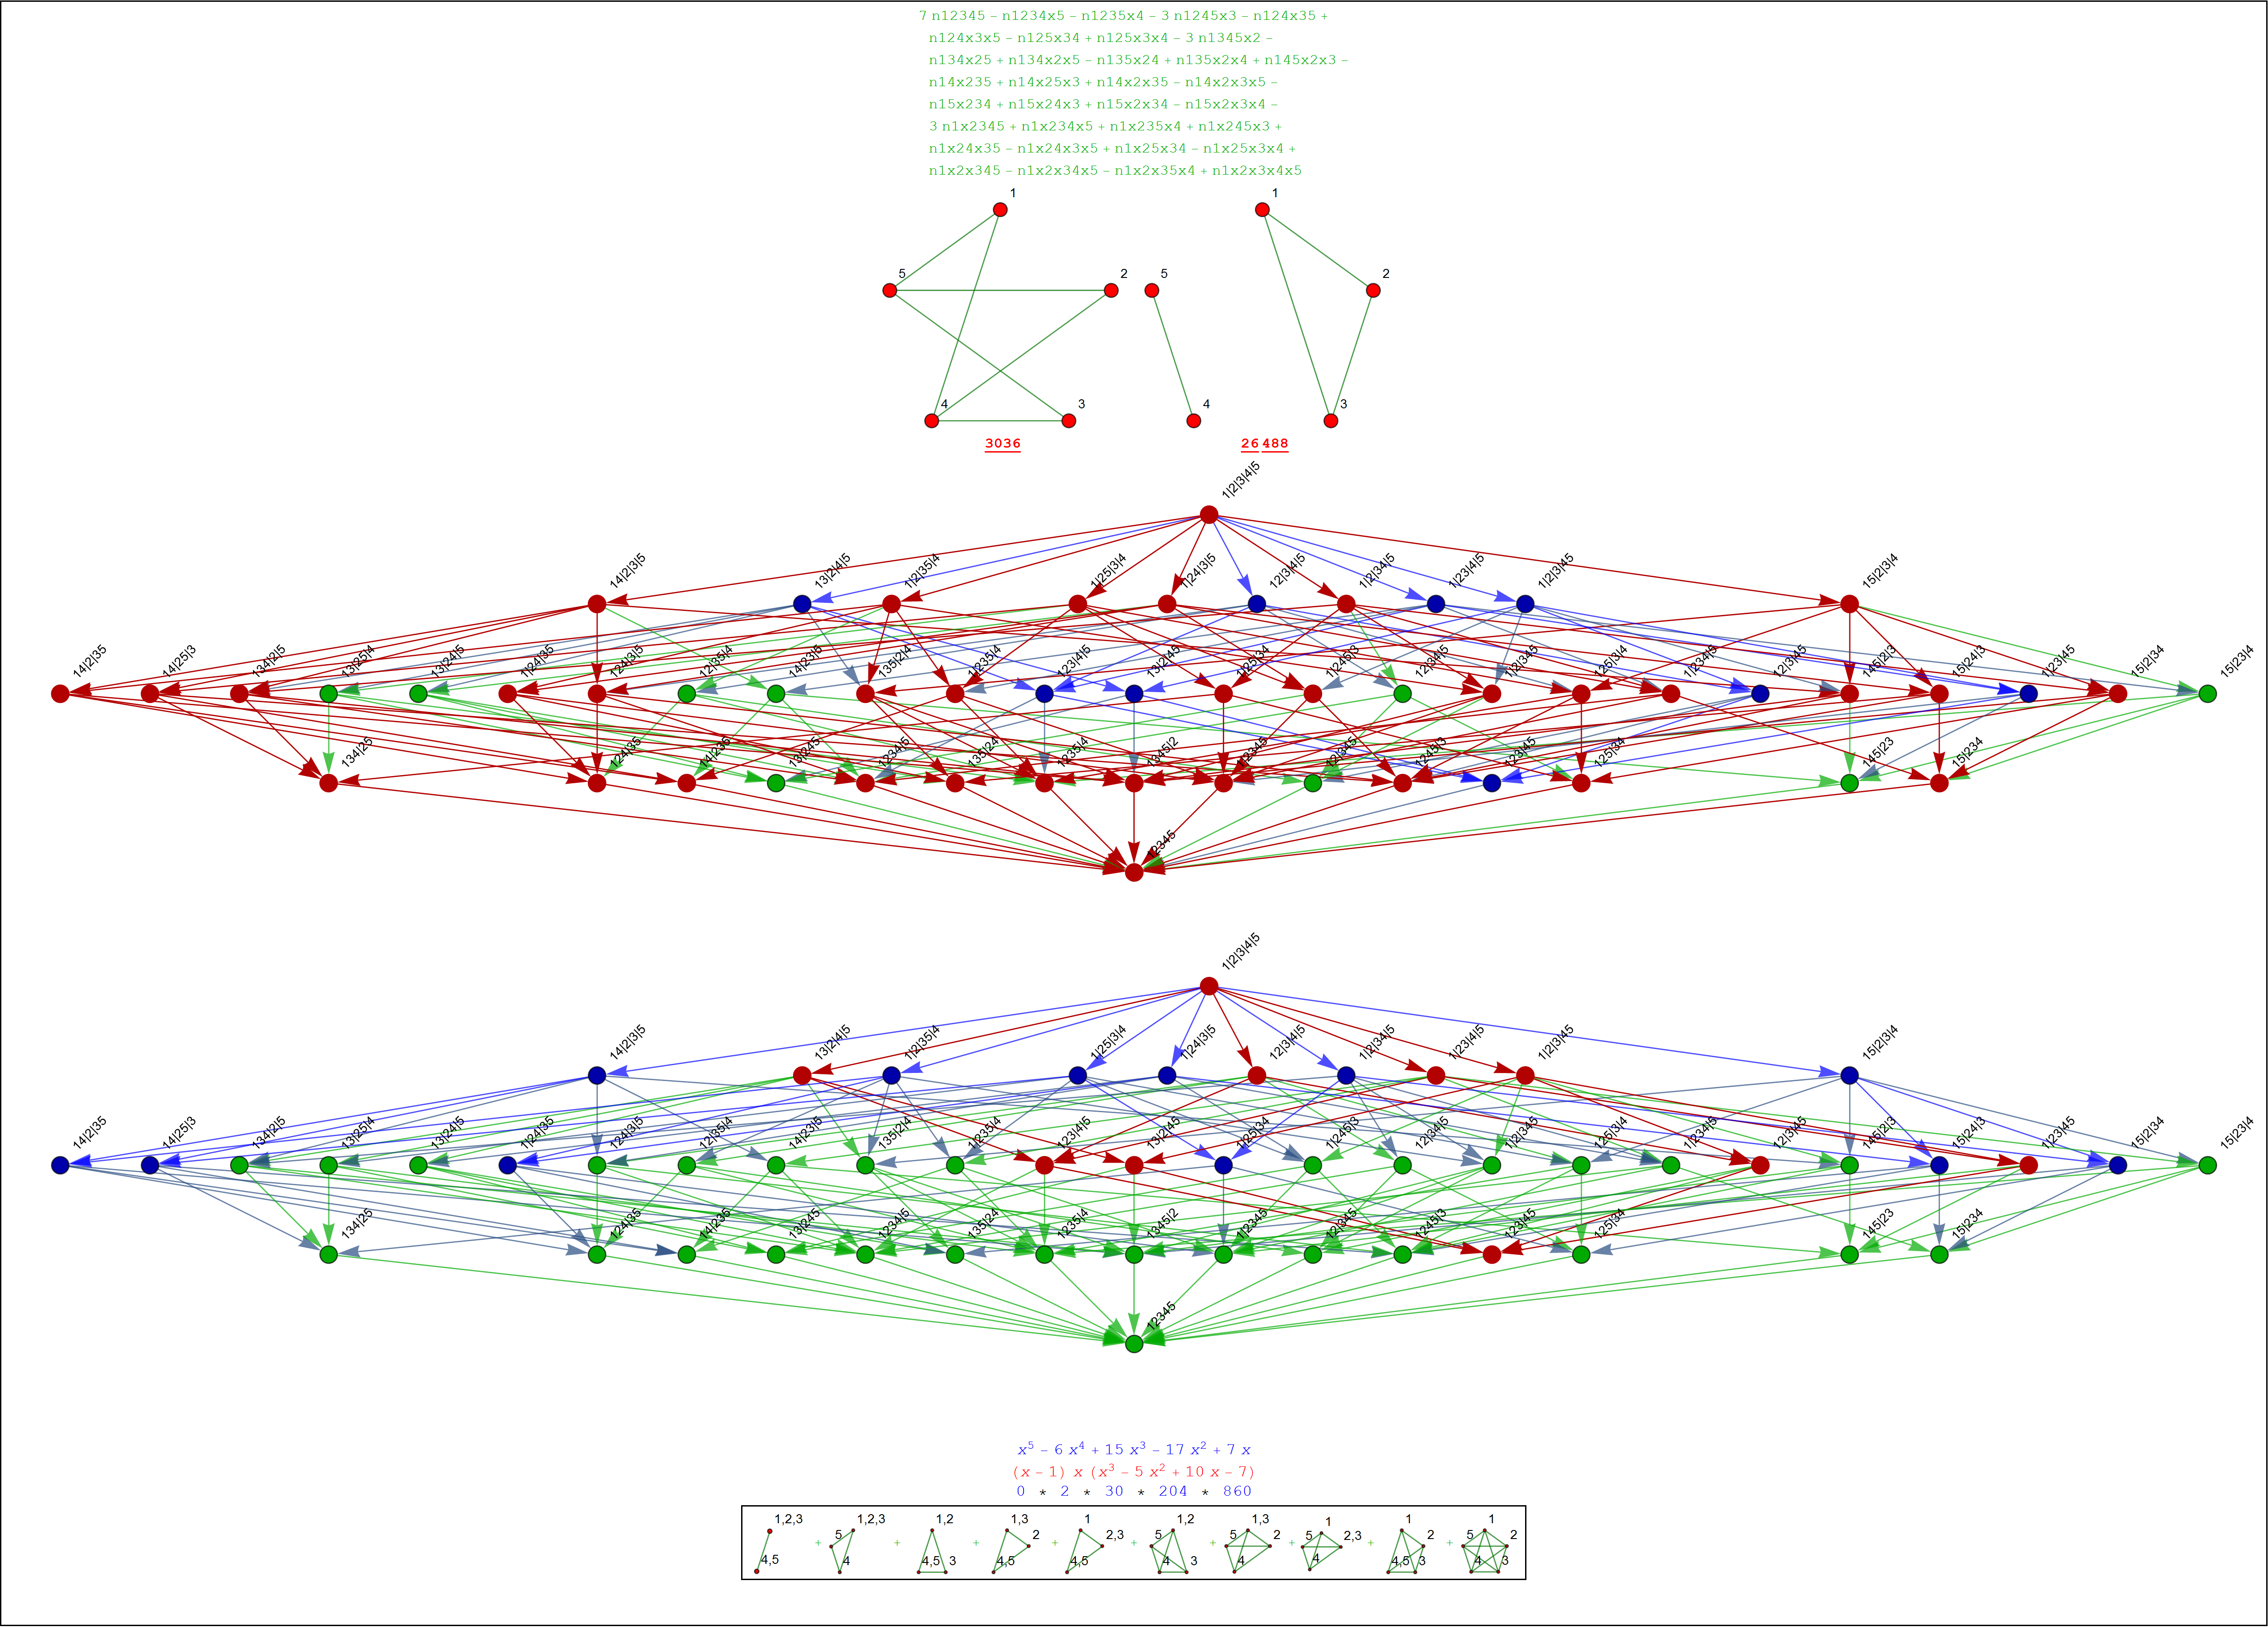 7 n12345 – n1234x5 – n1235x4 – 3 n1245x3 – n124x35 +
n124x3x5 – n125x34 + n125x3x4 – 3 n1345x2 –
n134x25 + n134x2x5 – n135x24 + n135x2x4 + n145x2x3 –
n14x235 + n14x25x3 + n14x2x35 – n14x2x3x5 –
n15x234 + n15x24x3 + n15x2x34 – n15x2x3x4 –
3 n1x2345 + n1x234x5 + n1x235x4 + n1x245x3 +
n1x24x35 – n1x24x3x5 + n1x25x34 – n1x25x3x4 +
n1x2x345 – n1x2x34x5 – n1x2x35x4 + n1x2x3x4x5
1 1
5 2 5 2
4 3 4 3
3036 26 488
1|2|3|4|5
14|2|3|5 13|2|4|5 1|2|35|4 1|25|3|4 1|24|3|5 12|3|4|5 1|2|34|5 1|23|4|5 1|2|3|45 15|2|3|4
14|2|35 14|25|3 134|2|5 13|25|4 13|24|5 1|24|35 124|3|5 12|35|4 14|23|5 135|2|4 1|235|4 123|4|5 13|2|45 1|25|34 1|245|3 12|34|5 1|2|345 125|3|4 1|234|5 12|3|45 145|2|3 15|24|3 1|23|45 15|2|34 15|23|4
134|25 124|35 14|235 13|245 1234|5 135|24 1235|4 1345|2 1|2345 12|345 1245|3 123|45 125|34 145|23 15|234
12345
1|2|3|4|5
14|2|3|5 13|2|4|5 1|2|35|4 1|25|3|4 1|24|3|5 12|3|4|5 1|2|34|5 1|23|4|5 1|2|3|45 15|2|3|4
14|2|35 14|25|3 134|2|5 13|25|4 13|24|5 1|24|35 124|3|5 12|35|4 14|23|5 135|2|4 1|235|4 123|4|5 13|2|45 1|25|34 1|245|3 12|34|5 1|2|345 125|3|4 1|234|5 12|3|45 145|2|3 15|24|3 1|23|45 15|2|34 15|23|4
134|25 124|35 14|235 13|245 1234|5 135|24 1235|4 1345|2 1|2345 12|345 1245|3 123|45 125|34 145|23 15|234
12345
x⁵ – 6 x⁴ + 15 x³ – 17 x² + 7 x
(x – 1) x (x³ – 5 x² + 10 x – 7)
0 * 2 * 30 * 204 * 860
1,2,3 1,2,3 1,2 1,3 1 1,2 1,3 1 1 1
5 2 2,3 5 5 2 5 2,3 2 5 2
+ + + + + + + + +
4,5 4 4,5 3 4,5 4,5 4 3 4 4 4,5 3 4 3